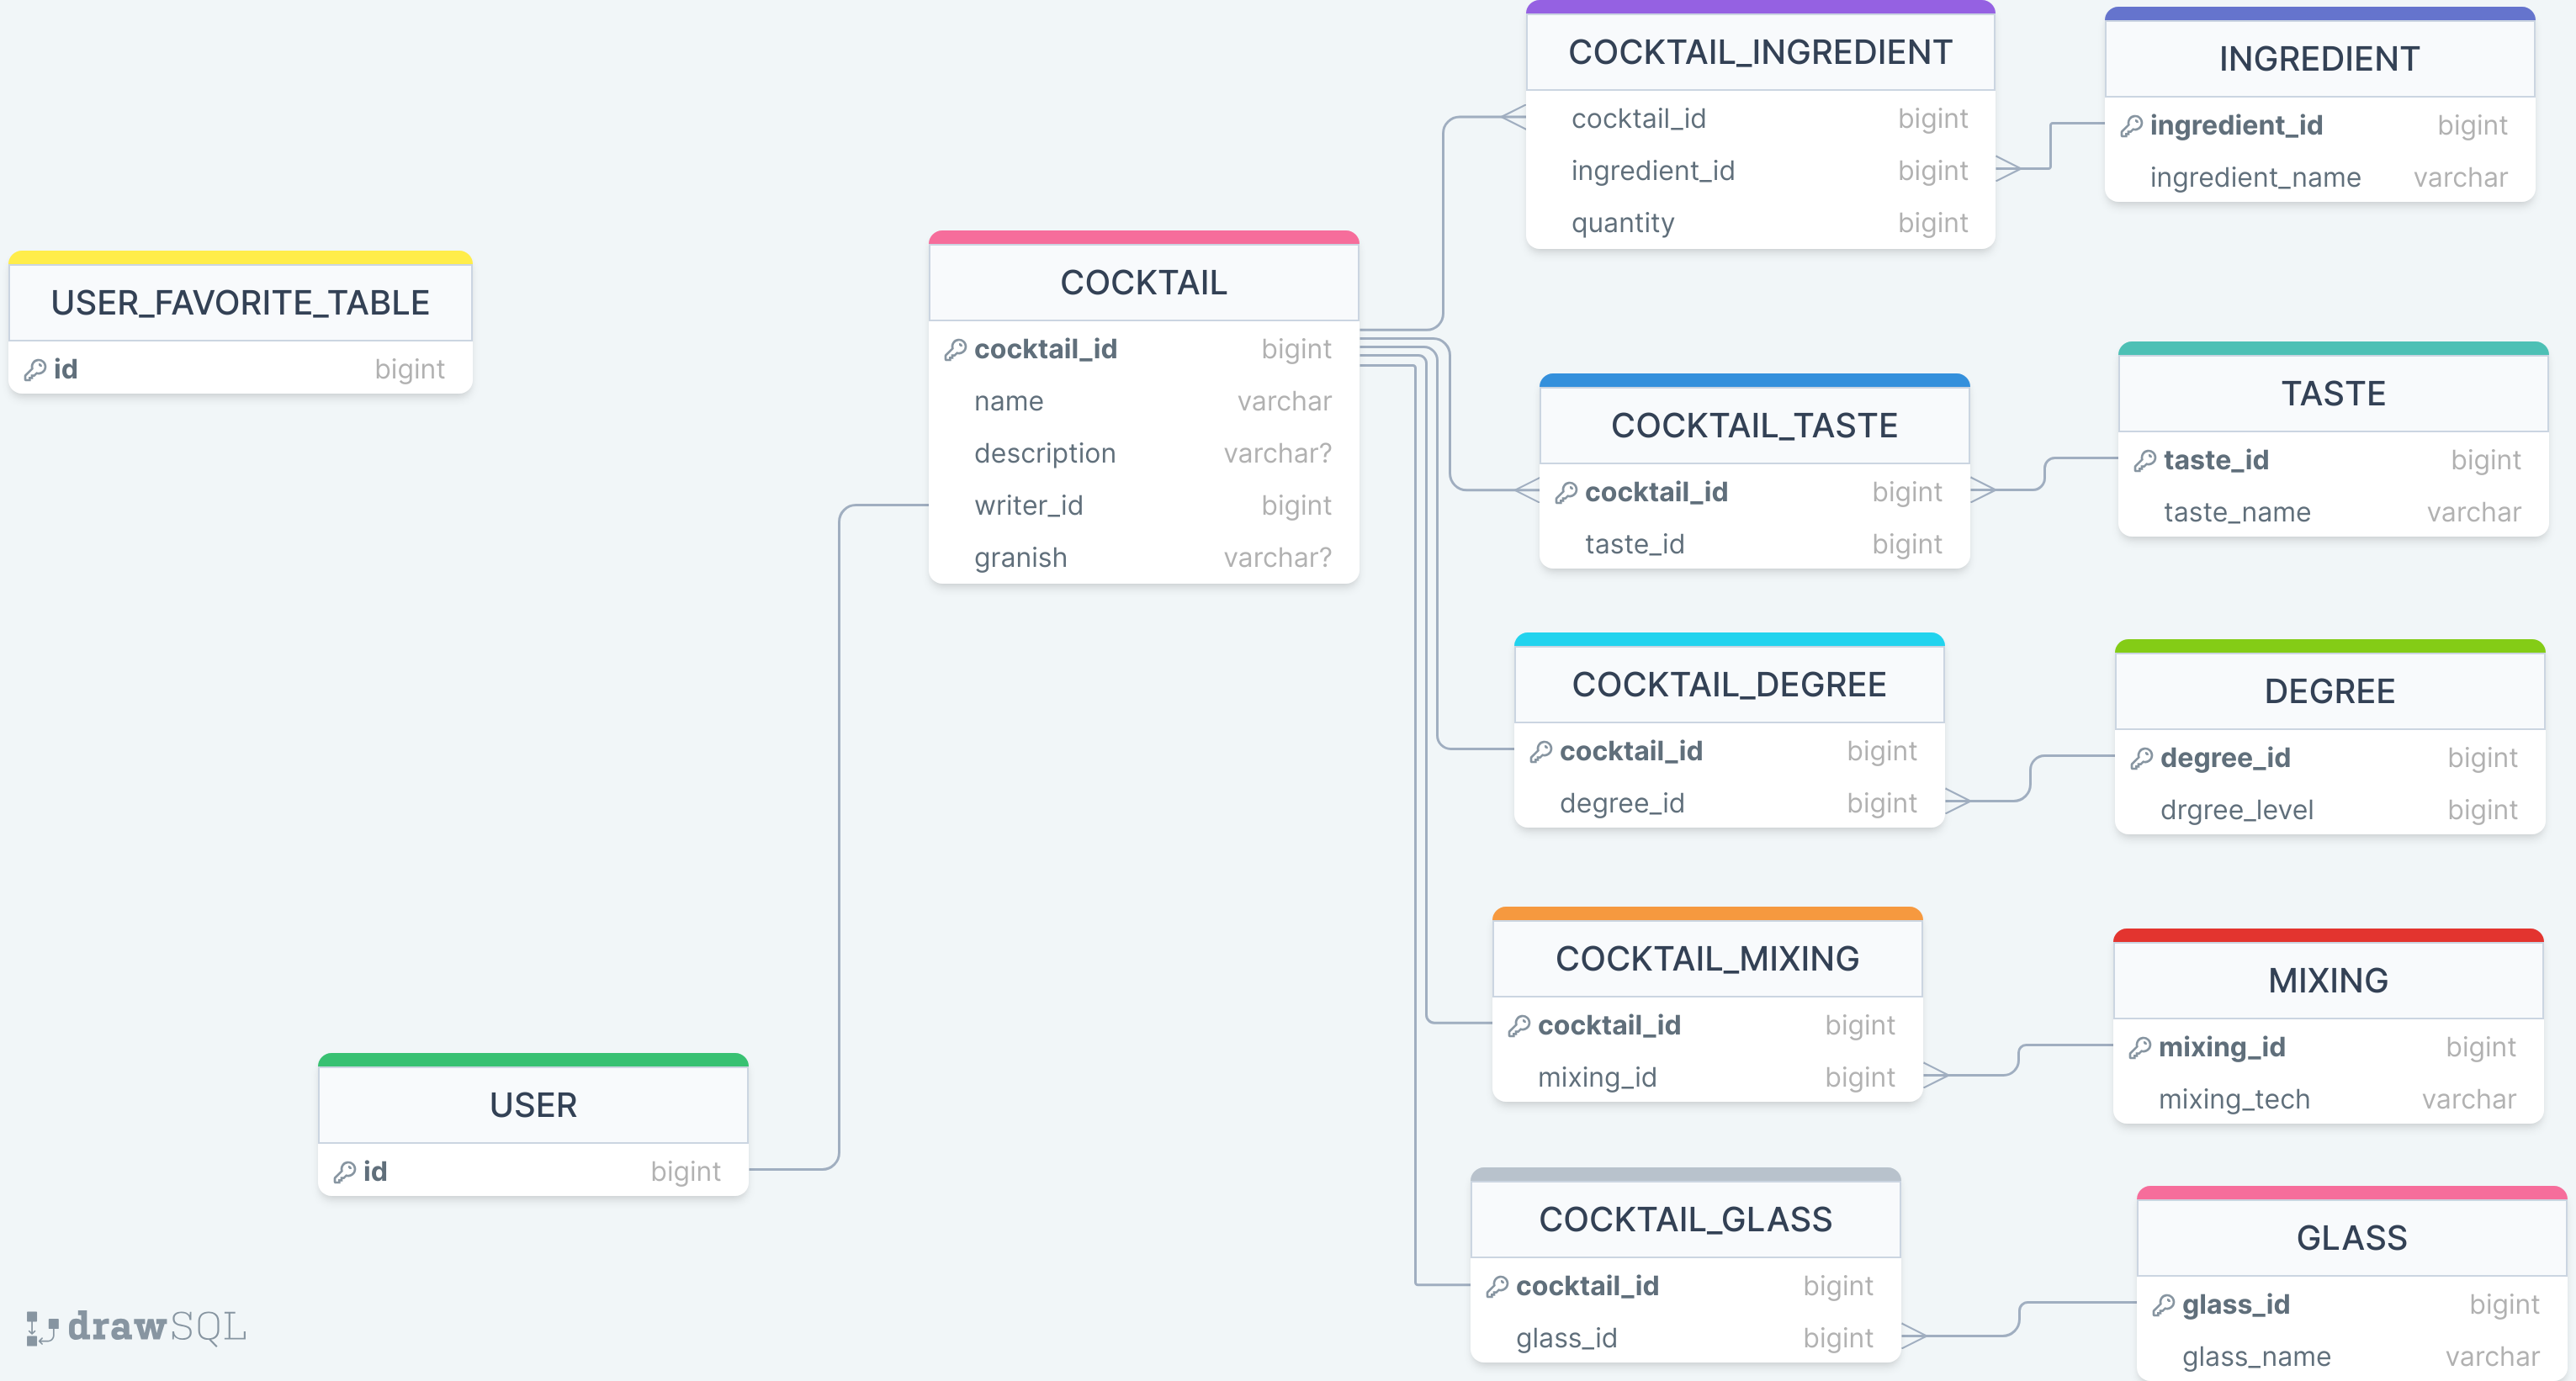 USER_FAVORITE_TABLE
id bigint
COCKTAIL
cocktail_id bigint
name varchar
description varchar?
writer_id bigint
granish varchar?
USER
id bigint
COCKTAIL_INGREDIENT
cocktail_id bigint
ingredient_id bigint
quantity bigint
INGREDIENT
ingredient_id bigint
ingredient_name varchar
COCKTAIL_TASTE
cocktail_id bigint
taste_id bigint
TASTE
taste_id bigint
taste_name varchar
COCKTAIL_DEGREE
cocktail_id bigint
degree_id bigint
DEGREE
degree_id bigint
drgree_level bigint
COCKTAIL_MIXING
cocktail_id bigint
mixing_id bigint
MIXING
mixing_id bigint
mixing_tech varchar
COCKTAIL_GLASS
cocktail_id bigint
glass_id bigint
GLASS
glass_id bigint
glass_name varchar
drawSQL